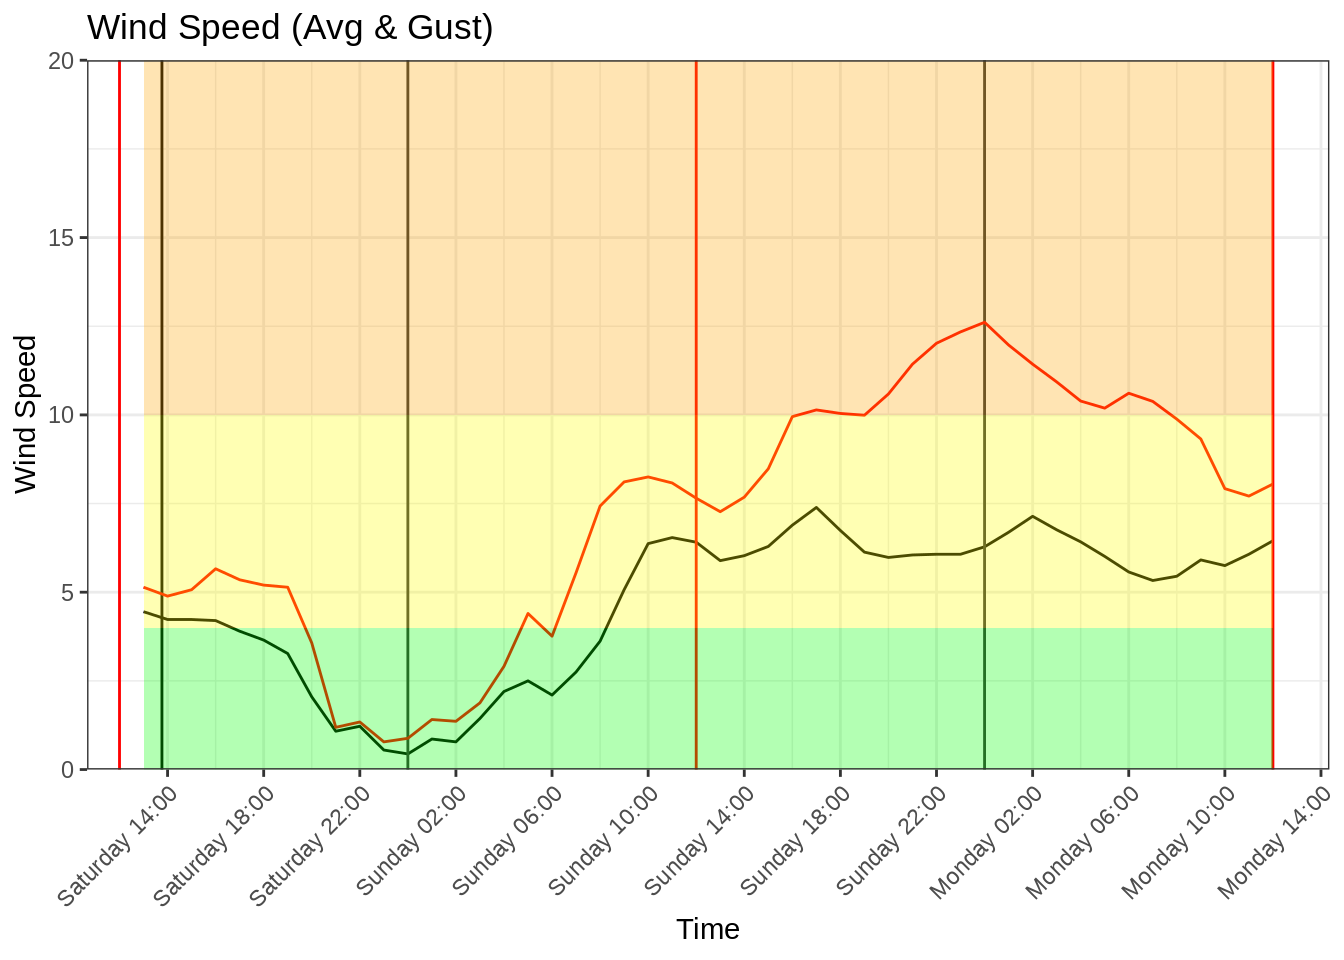 Wind Speed (Avg & Gust)
20
15
10
5
0
Wind Speed
Saturday 14:00
Saturday 18:00
Saturday 22:00
Sunday 02:00
Sunday 06:00
Sunday 10:00
Sunday 14:00
Sunday 18:00
Sunday 22:00
Monday 02:00
Monday 06:00
Monday 10:00
Monday 14:00
Time